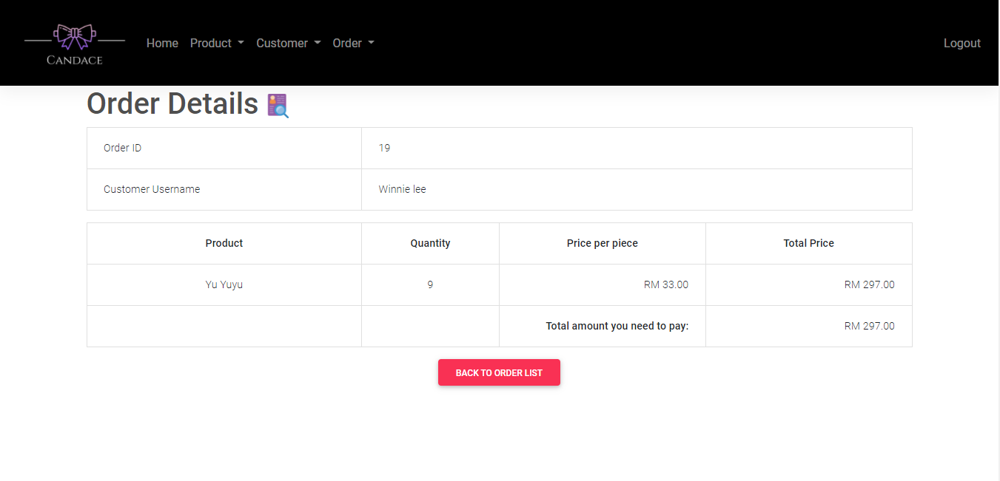 CANDACE
Home Product Customer Order Logout
Order Details
Order ID 19
Customer Username Winnie lee
Product Quantity Price per piece Total Price
Yu Yuyu 9 RM 33.00 RM 297.00
Total amount you need to pay: RM 297.00
BACK TO ORDER LIST